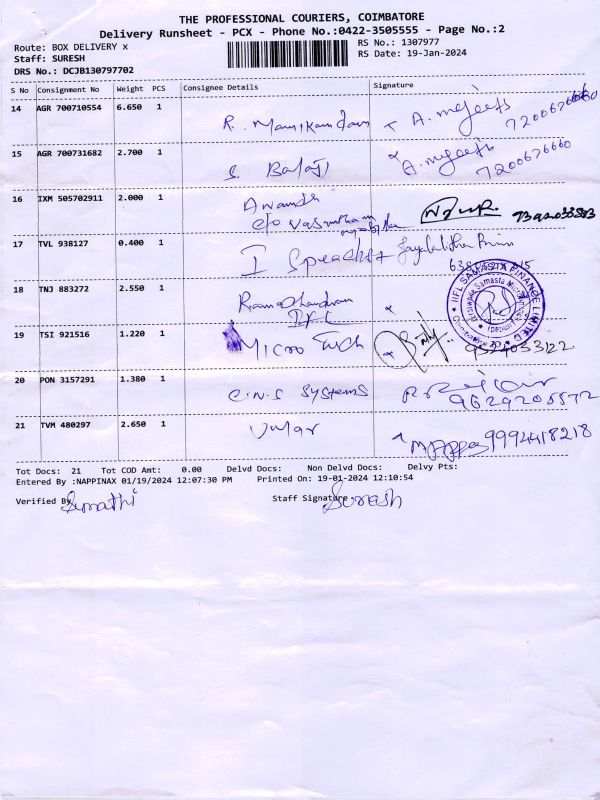 THE PROFESSIONAL COURIERS, COIMBATORE
Delivery Runsheet - PCX - Phone No.:0422-3505555 - Page No.:2
Route: BOX DELIVERY x
Staff: SURESH
DRS No.: DCJB130797702
RS No.: 1307977
RS Date: 19-Jan-2024
S No Consignment No Weight PCS Consignee Details Signature
14 AGR 700710554 6.650 1 R. Manikandan
15 AGR 700731682 2.700 1 S. Balaji 7200676660
16 IXM 505702911 2.000 1 Ananda
c/o
17 TVL 938127 0.400 1 I Speach
18 TNJ 883272 2.550 1 Ramachandran
IIFL SAMASTA FINANCE LIMITED
19 TSI 921516 1.220 1 Micro Tech
20 PON 3157291 1.380 1 C.N.S Systems
21 TVM 480297 2.650 1 Umar 9994418218
Tot Docs: 21 Tot COD Amt: 0.00 Delvd Docs: Non Delvd Docs: Delvy Pts:
Entered By :NAPPINAX 01/19/2024 12:07:30 PM Printed On: 19-01-2024 12:10:54
Verified By Sumathi Staff Signature Suresh